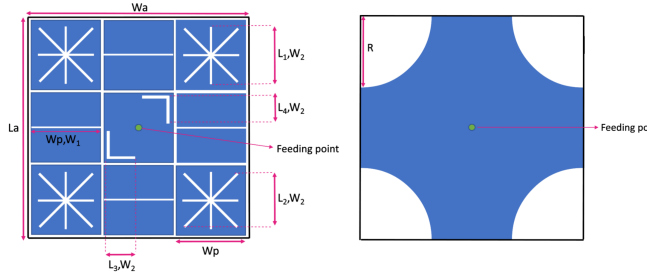 Wa
L₁,W₂
R
L₄,W₂
La
Wp,W₁
Feeding point
Feeding po
L₂,W₂
Wp
L₃,W₂